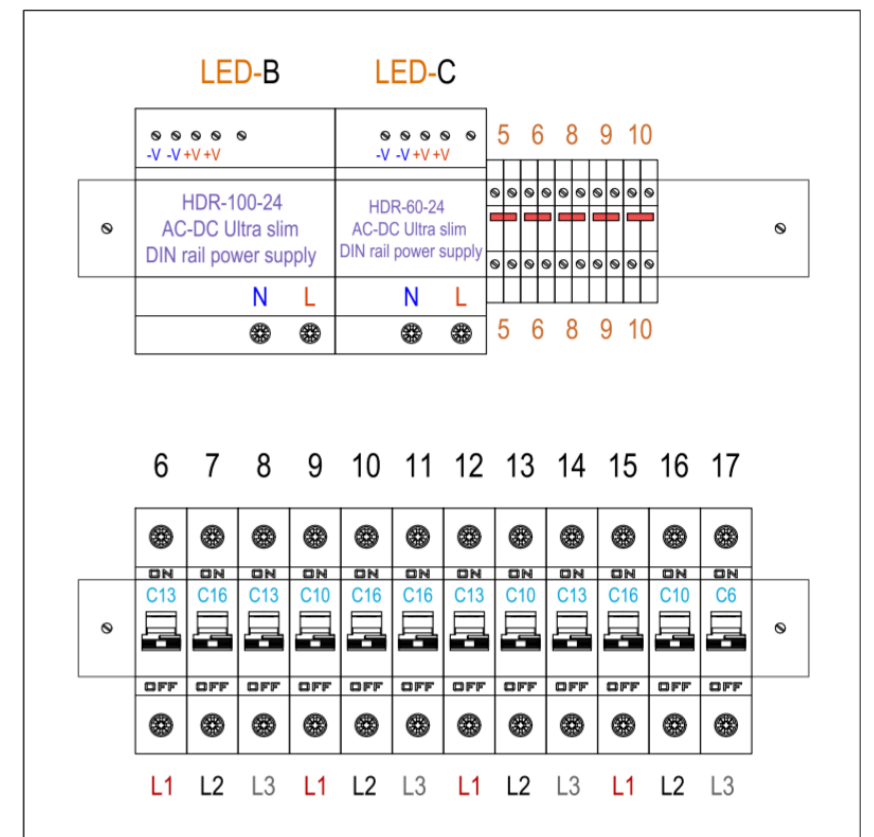 LED-B LED-C
5 6 8 9 10
-V -V +V +V -V -V +V +V
HDR-100-24
AC-DC Ultra slim
DIN rail power supply
HDR-60-24
AC-DC Ultra slim
DIN rail power supply
N L N L
5 6 8 9 10
6 7 8 9 10 11 12 13 14 15 16 17
ON ON ON ON ON ON ON ON ON ON ON ON
C13 C16 C13 C10 C16 C16 C13 C10 C13 C16 C10 C6
OFF OFF OFF OFF OFF OFF OFF OFF OFF OFF OFF OFF
L1 L2 L3 L1 L2 L3 L1 L2 L3 L1 L2 L3